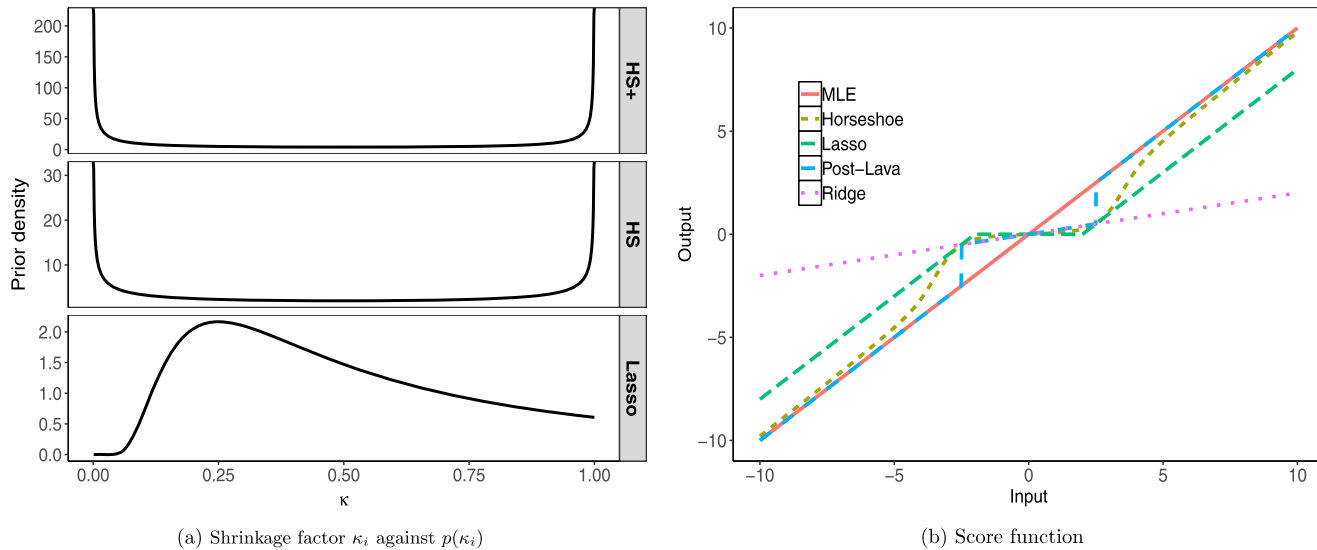 200
150
100
50
0
HS+
30
20
10
HS
2.0
1.5
1.0
0.5
0.0
Lasso
Prior density
0.00
0.25
0.50
0.75
1.00
κ
(a) Shrinkage factor κᵢ against p(κᵢ)
10
5
0
−5
−10
Output
MLE
Horseshoe
Lasso
Post−Lava
Ridge
−10
−5
0
5
10
Input
(b) Score function